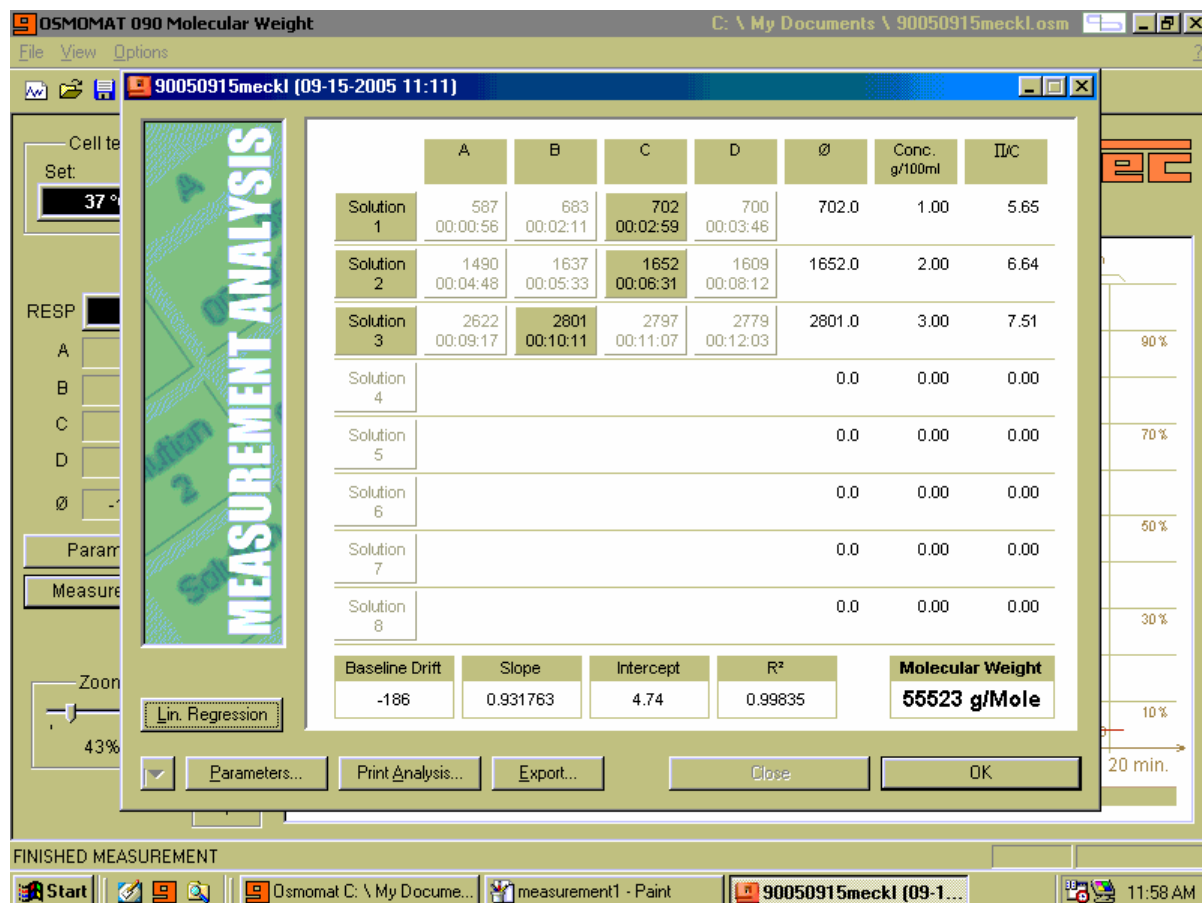 OSMOMAT 090 Molecular Weight C: \ My Documents \ 90050915meckl.osm
File View Options ?
90050915meckl (09-15-2005 11:11)
Cell te
Set:
37 °
RESP
A
B
C
D
Ø
Param
Measure
Zoon
43%
MEASUREMENT ANALYSIS
A B C D Ø Conc. g/100ml Π/C
Solution 1 587 683 702 700 702.0 1.00 5.65
00:00:56 00:02:11 00:02:59 00:03:46
Solution 2 1490 1637 1652 1609 1652.0 2.00 6.64
00:04:48 00:05:33 00:06:31 00:08:12
Solution 3 2622 2801 2797 2779 2801.0 3.00 7.51
00:09:17 00:10:11 00:11:07 00:12:03
Solution 4 0.0 0.00 0.00
Solution 5 0.0 0.00 0.00
Solution 6 0.0 0.00 0.00
Solution 7 0.0 0.00 0.00
Solution 8 0.0 0.00 0.00
Baseline Drift Slope Intercept R² Molecular Weight
-186 0.931763 4.74 0.99835 55523 g/Mole
Lin. Regression
Parameters... Print Analysis... Export... Close OK
ec
90%
70%
50%
30%
10%
20 min.
FINISHED MEASUREMENT
Start Osmomat C: \ My Docume... measurement1 - Paint 90050915meckl (09-1... 11:58 AM